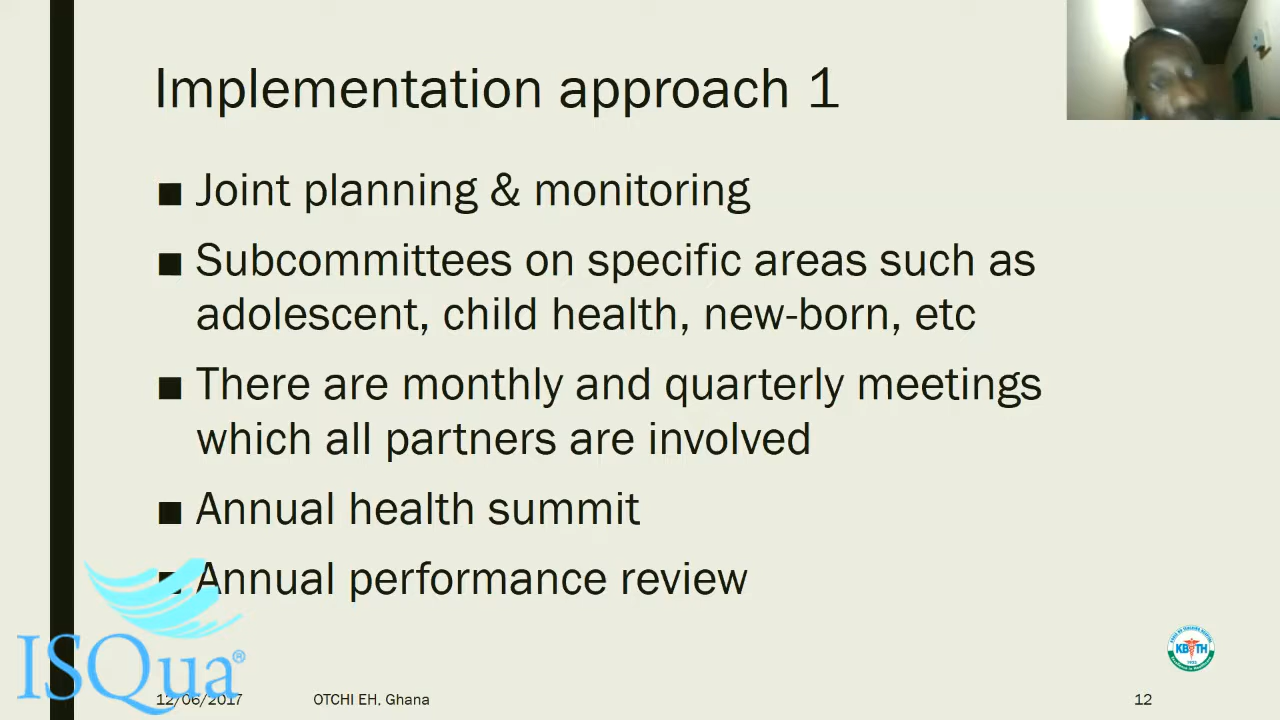 Implementation approach 1
■ Joint planning & monitoring
■ Subcommittees on specific areas such as
adolescent, child health, new-born, etc
■ There are monthly and quarterly meetings
which all partners are involved
■ Annual health summit
■ Annual performance review
ISQua®
KBTH
12/06/2017 OTCHI EH, Ghana 12